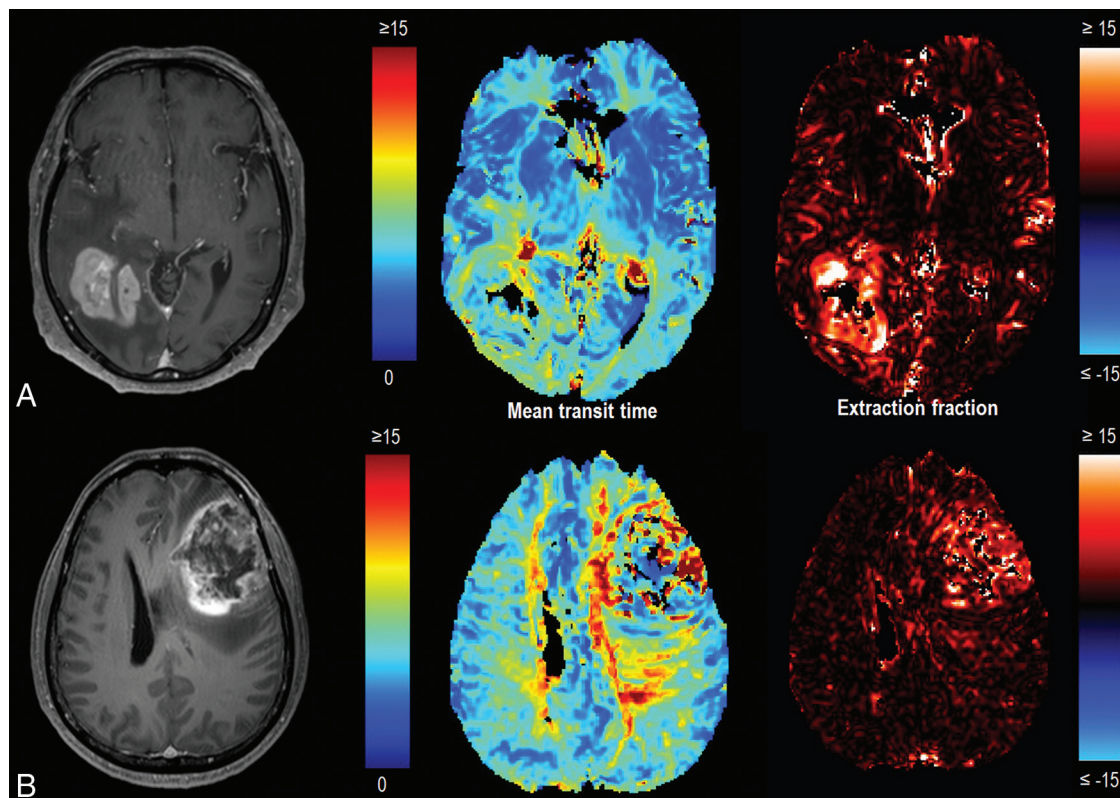 ≥15
≥ 15
0
≤ -15
A
Mean transit time
Extraction fraction
≥15
≥ 15
0
≤ -15
B